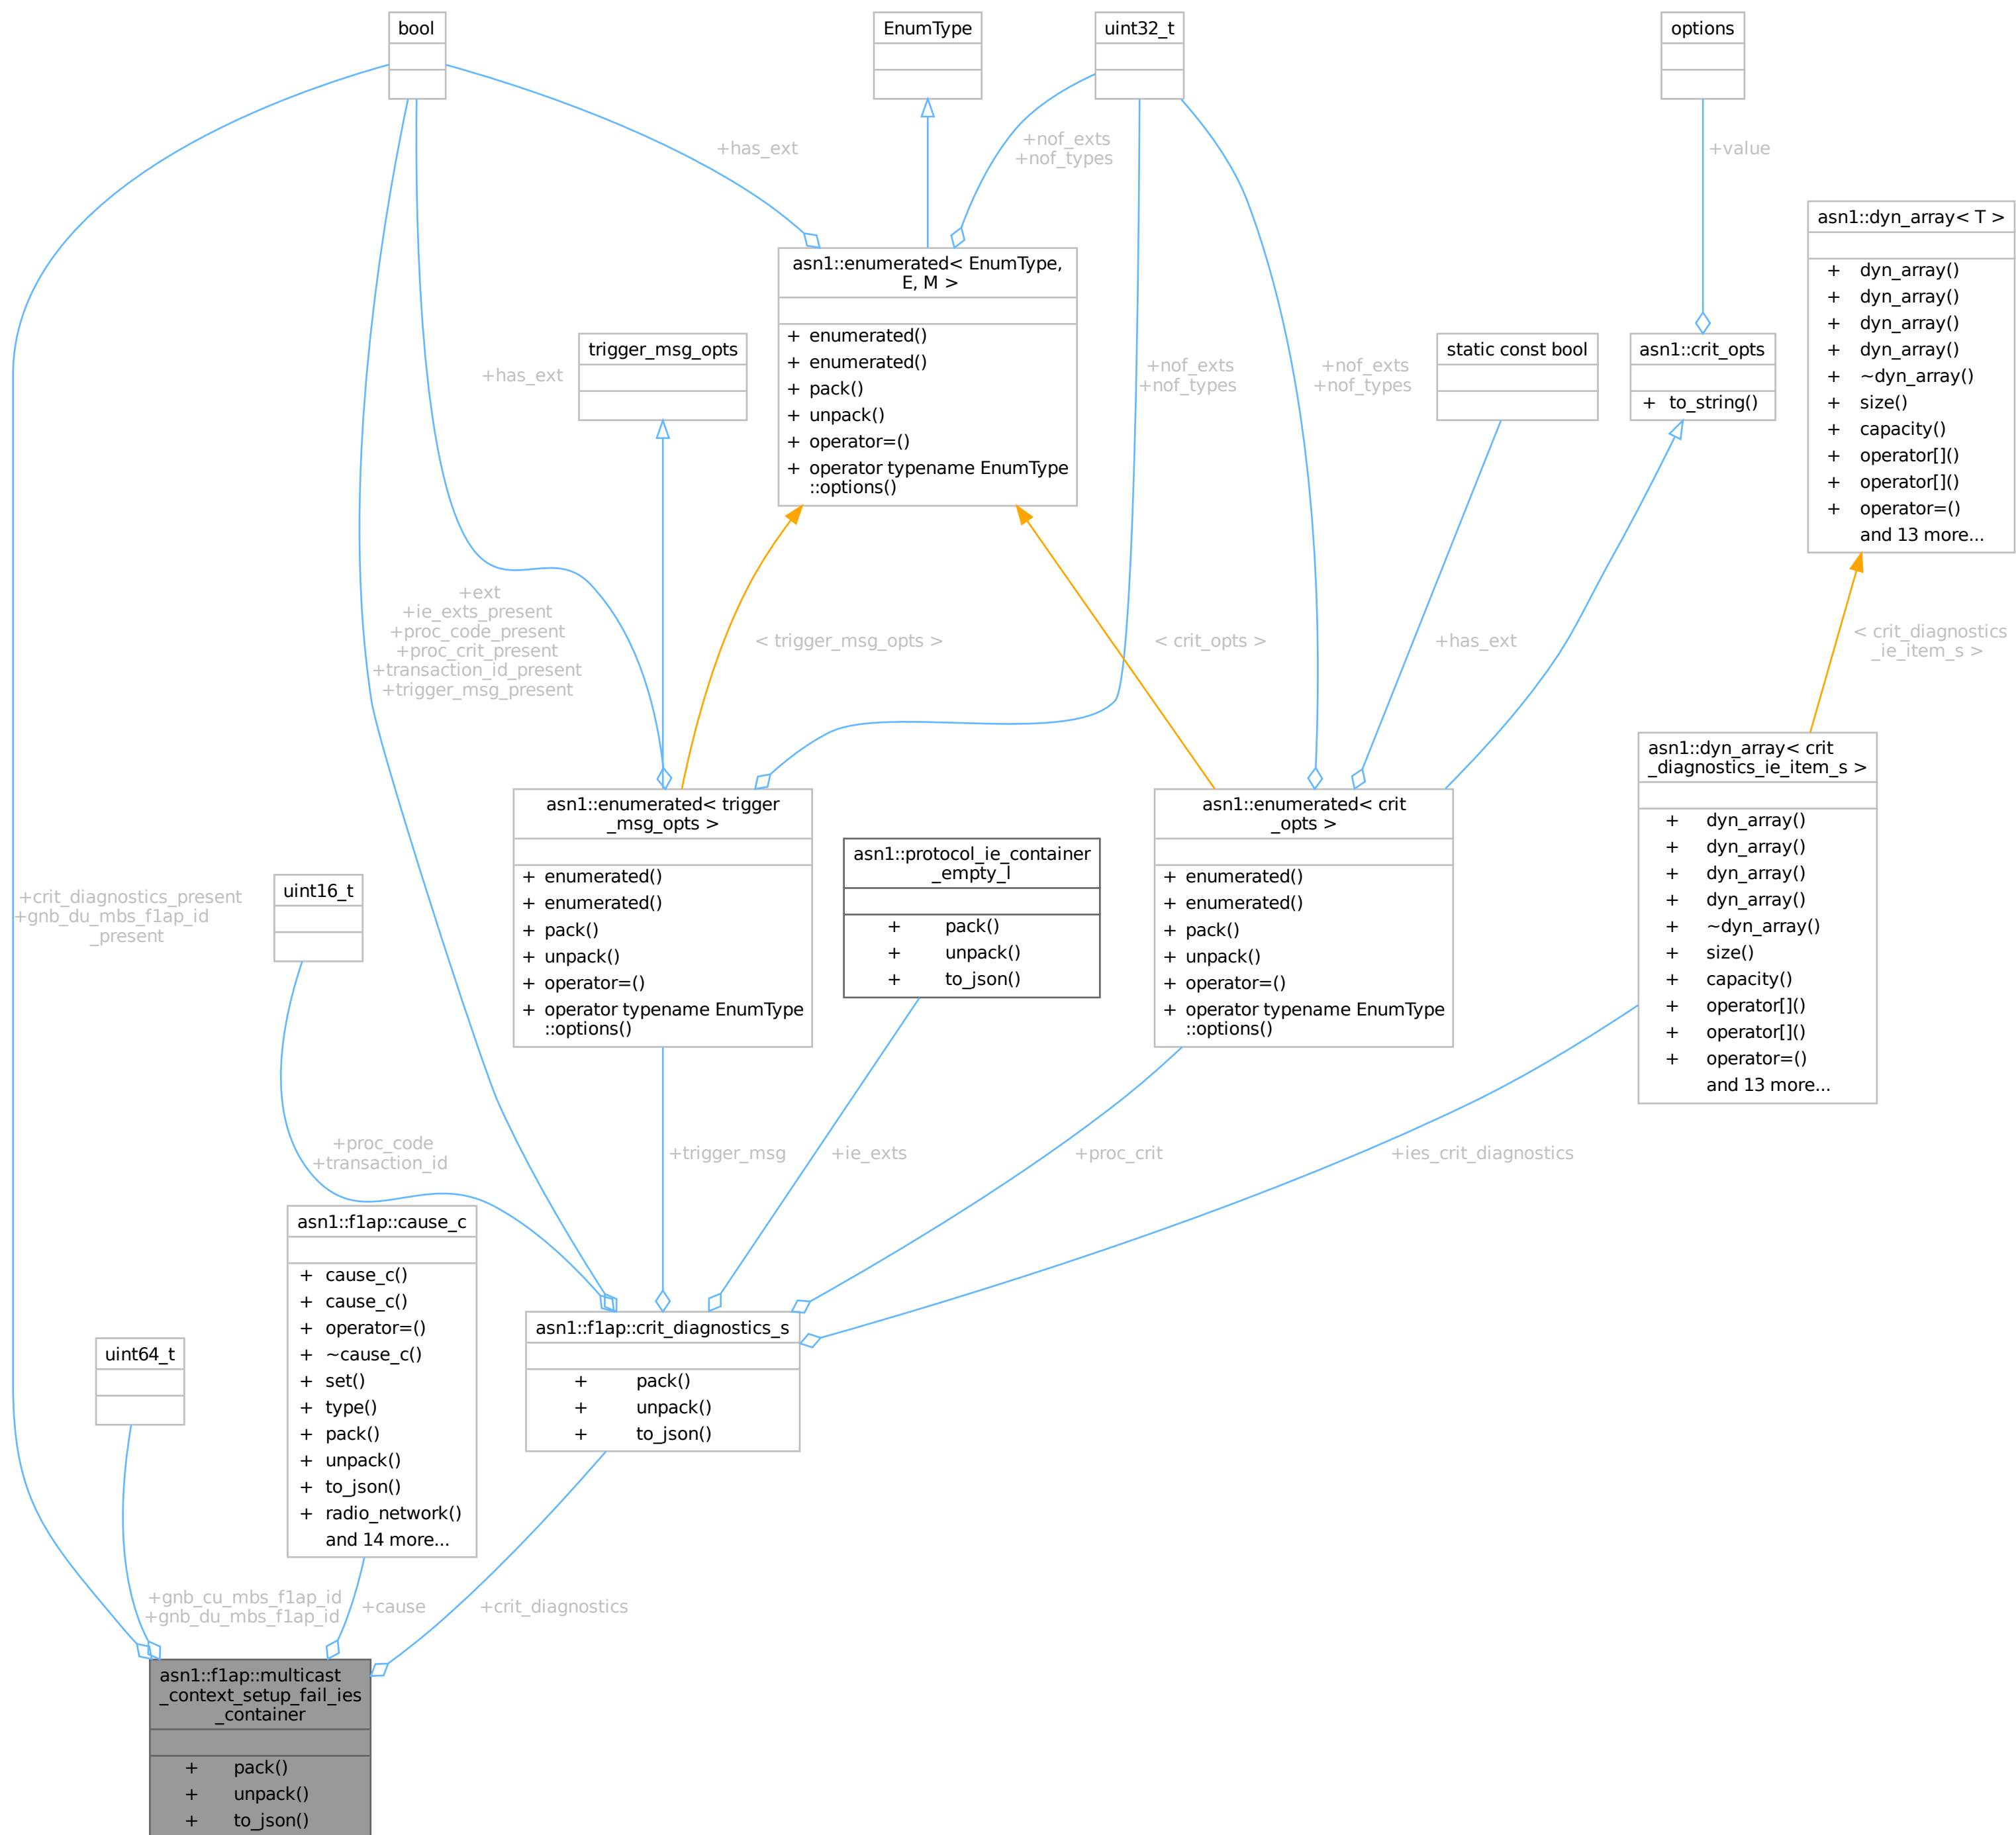 bool
EnumType
uint32_t
options
+has_ext
+nof_exts
+nof_types
+value
asn1::dyn_array< T >
+ dyn_array()
+ dyn_array()
+ dyn_array()
+ dyn_array()
+ ~dyn_array()
+ size()
+ capacity()
+ operator[]()
+ operator[]()
+ operator=()
and 13 more...
asn1::enumerated< EnumType,
E, M >
+ enumerated()
+ enumerated()
+ pack()
+ unpack()
+ operator=()
+ operator typename EnumType
::options()
+has_ext
trigger_msg_opts
+nof_exts
+nof_types
+nof_exts
+nof_types
static const bool
asn1::crit_opts
+ to_string()
+ext
+ie_exts_present
+proc_code_present
+proc_crit_present
+transaction_id_present
+trigger_msg_present
< trigger_msg_opts >
< crit_opts >
+has_ext
< crit_diagnostics
_ie_item_s >
asn1::dyn_array< crit
_diagnostics_ie_item_s >
+ dyn_array()
+ dyn_array()
+ dyn_array()
+ dyn_array()
+ ~dyn_array()
+ size()
+ capacity()
+ operator[]()
+ operator[]()
+ operator=()
and 13 more...
asn1::enumerated< trigger
_msg_opts >
+ enumerated()
+ enumerated()
+ pack()
+ unpack()
+ operator=()
+ operator typename EnumType
::options()
asn1::protocol_ie_container
_empty_l
+ pack()
+ unpack()
+ to_json()
asn1::enumerated< crit
_opts >
+ enumerated()
+ enumerated()
+ pack()
+ unpack()
+ operator=()
+ operator typename EnumType
::options()
+crit_diagnostics_present
+gnb_du_mbs_f1ap_id
_present
uint16_t
+proc_code
+transaction_id
+trigger_msg
+ie_exts
+proc_crit
+ies_crit_diagnostics
asn1::f1ap::cause_c
+ cause_c()
+ cause_c()
+ operator=()
+ ~cause_c()
+ set()
+ type()
+ pack()
+ unpack()
+ to_json()
+ radio_network()
and 14 more...
uint64_t
asn1::f1ap::crit_diagnostics_s
+ pack()
+ unpack()
+ to_json()
+gnb_cu_mbs_f1ap_id
+gnb_du_mbs_f1ap_id
+cause
+crit_diagnostics
asn1::f1ap::multicast
_context_setup_fail_ies
_container
+ pack()
+ unpack()
+ to_json()